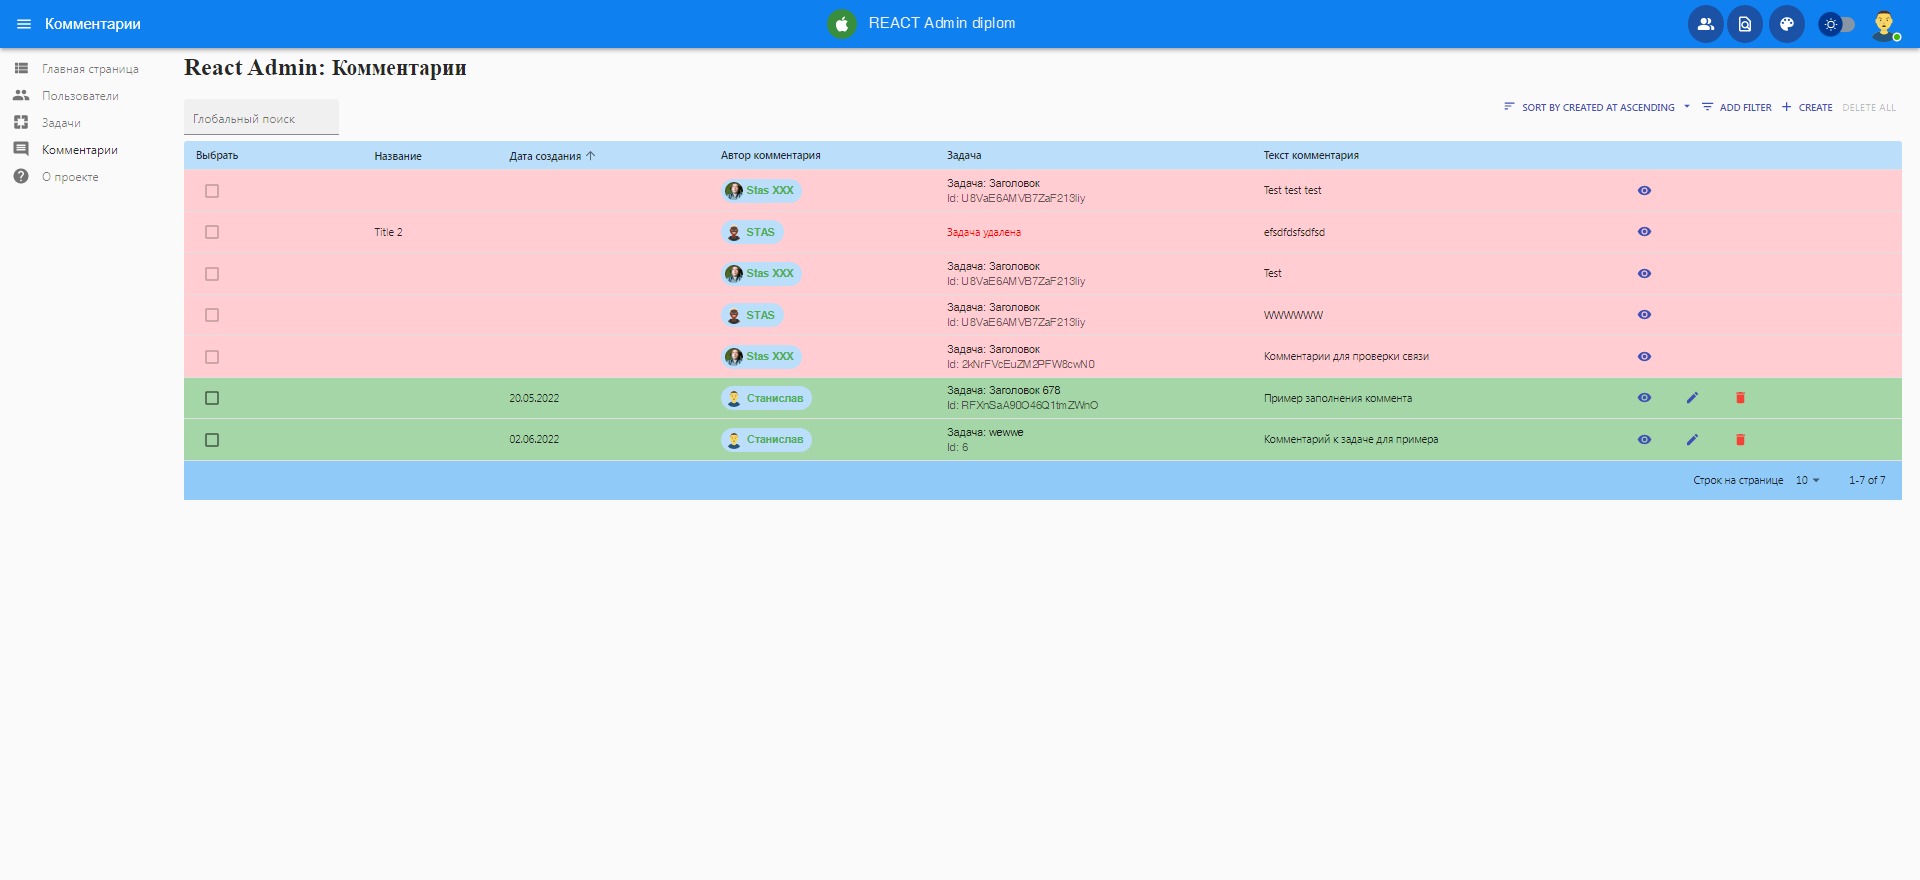 Комментарии
REACT Admin diplom
Главная страница
Пользователи
Задачи
Комментарии
О проекте
React Admin: Комментарии
Глобальный поиск
SORT BY CREATED AT ASCENDING ADD FILTER CREATE DELETE ALL
Выбрать Название Дата создания Автор комментария Задача Текст комментария
Stas XXX Задача: Заголовок Test test test
Id: U8VaE6AMVB7ZaF213liy
Title 2 STAS Задача удалена efsdfdsfsdfsd
Stas XXX Задача: Заголовок Test
Id: U8VaE6AMVB7ZaF213liy
STAS Задача: Заголовок WWWWWW
Id: U8VaE6AMVB7ZaF213liy
Stas XXX Задача: Заголовок Комментарии для проверки связи
Id: 2kNrFVcEuZM2PFW8cwN0
20.05.2022 Станислав Задача: Заголовок 678 Пример заполнения коммента
Id: RFXnSaA90O46Q1tmZWnO
02.06.2022 Станислав Задача: wewwe Комментарий к задаче для примера
Id: 6
Строк на странице 10 1-7 of 7